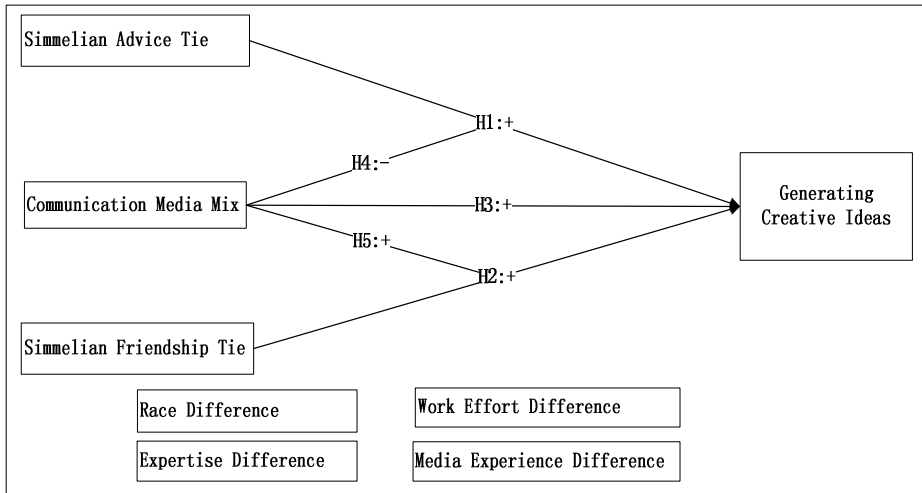 Simmelian Advice Tie
H1:+
H4:-
Communication Media Mix
H3:+
Generating
Creative Ideas
H5:+
H2:+
Simmelian Friendship Tie
Race Difference
Work Effort Difference
Expertise Difference
Media Experience Difference